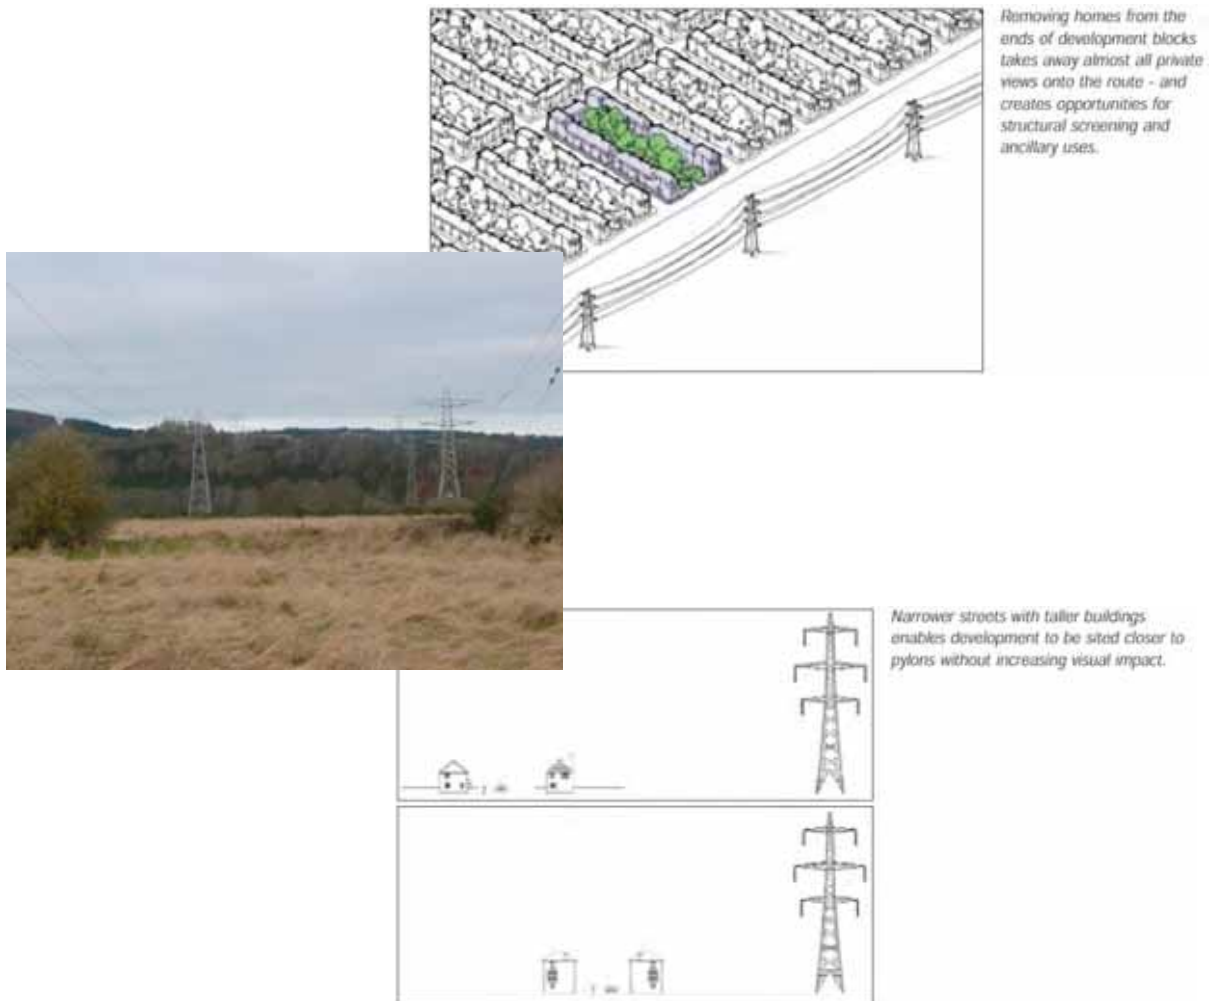 Removing homes from the
ends of development blocks
takes away almost all private
views onto the route - and
creates opportunities for
structural screening and
ancillary uses.
Narrower streets with taller buildings
enables development to be sited closer to
pylons without increasing visual impact.